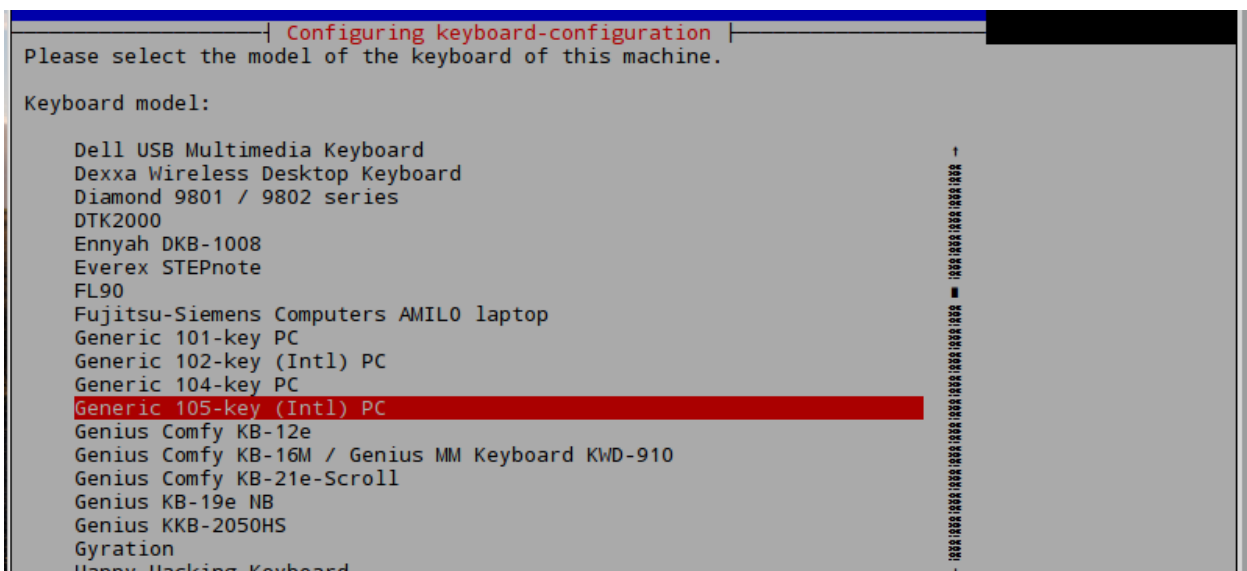 Configuring keyboard-configuration
Please select the model of the keyboard of this machine.
Keyboard model:
Dell USB Multimedia Keyboard
Dexxa Wireless Desktop Keyboard
Diamond 9801 / 9802 series
DTK2000
Ennyah DKB-1008
Everex STEPnote
FL90
Fujitsu-Siemens Computers AMILO laptop
Generic 101-key PC
Generic 102-key (Intl) PC
Generic 104-key PC
Generic 105-key (Intl) PC
Genius Comfy KB-12e
Genius Comfy KB-16M / Genius MM Keyboard KWD-910
Genius Comfy KB-21e-Scroll
Genius KB-19e NB
Genius KKB-2050HS
Gyration
Happy Hacking Keyboard